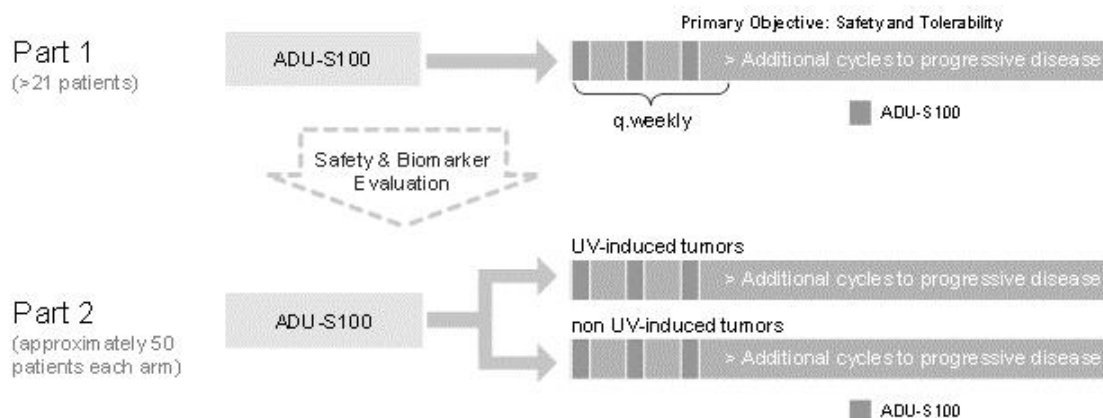 Primary Objective: Safety and Tolerability
Part 1
(>21 patients)
ADU-S100
> Additional cycles to progressive disease
q.weekly
ADU-S100
Safety & Biomarker
Evaluation
UV-induced tumors
> Additional cycles to progressive disease
Part 2
(approximately 50
patients each arm)
ADU-S100
non UV-induced tumors
> Additional cycles to progressive disease
ADU-S100